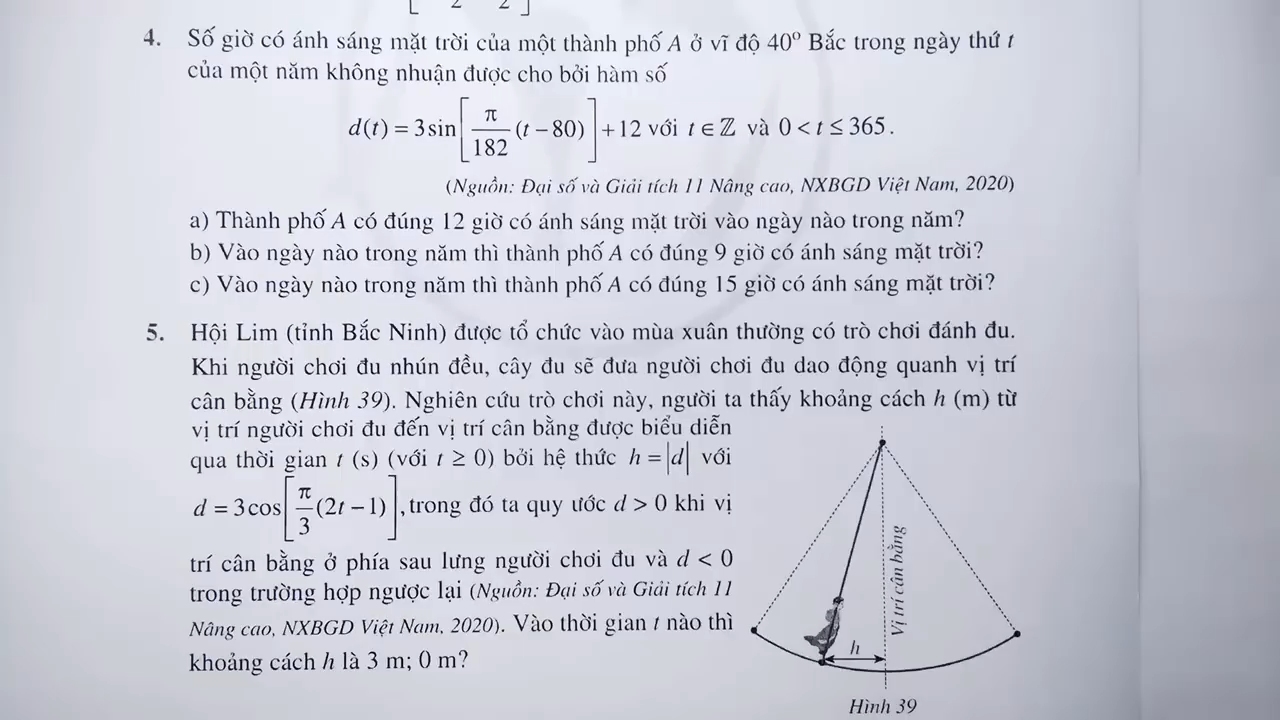 [ 2 2 ]
4. Số giờ có ánh sáng mặt trời của một thành phố A ở vĩ độ 40° Bắc trong ngày thứ t
của một năm không nhuận được cho bởi hàm số
d(t) = 3sin[π/182 (t − 80)] + 12 với t ∈ ℤ và 0 < t ≤ 365.
(Nguồn: Đại số và Giải tích 11 Nâng cao, NXBGD Việt Nam, 2020)
a) Thành phố A có đúng 12 giờ có ánh sáng mặt trời vào ngày nào trong năm?
b) Vào ngày nào trong năm thì thành phố A có đúng 9 giờ có ánh sáng mặt trời?
c) Vào ngày nào trong năm thì thành phố A có đúng 15 giờ có ánh sáng mặt trời?
5. Hội Lim (tỉnh Bắc Ninh) được tổ chức vào mùa xuân thường có trò chơi đánh đu.
Khi người chơi đu nhún đều, cây đu sẽ đưa người chơi đu dao động quanh vị trí
cân bằng (Hình 39). Nghiên cứu trò chơi này, người ta thấy khoảng cách h (m) từ
vị trí người chơi đu đến vị trí cân bằng được biểu diễn
qua thời gian t (s) (với t ≥ 0) bởi hệ thức h = |d| với
d = 3cos[π/3 (2t − 1)], trong đó ta quy ước d > 0 khi vị
trí cân bằng ở phía sau lưng người chơi đu và d < 0
trong trường hợp ngược lại (Nguồn: Đại số và Giải tích 11
Nâng cao, NXBGD Việt Nam, 2020). Vào thời gian t nào thì
khoảng cách h là 3 m; 0 m?
Vị trí cân bằng
h
Hình 39